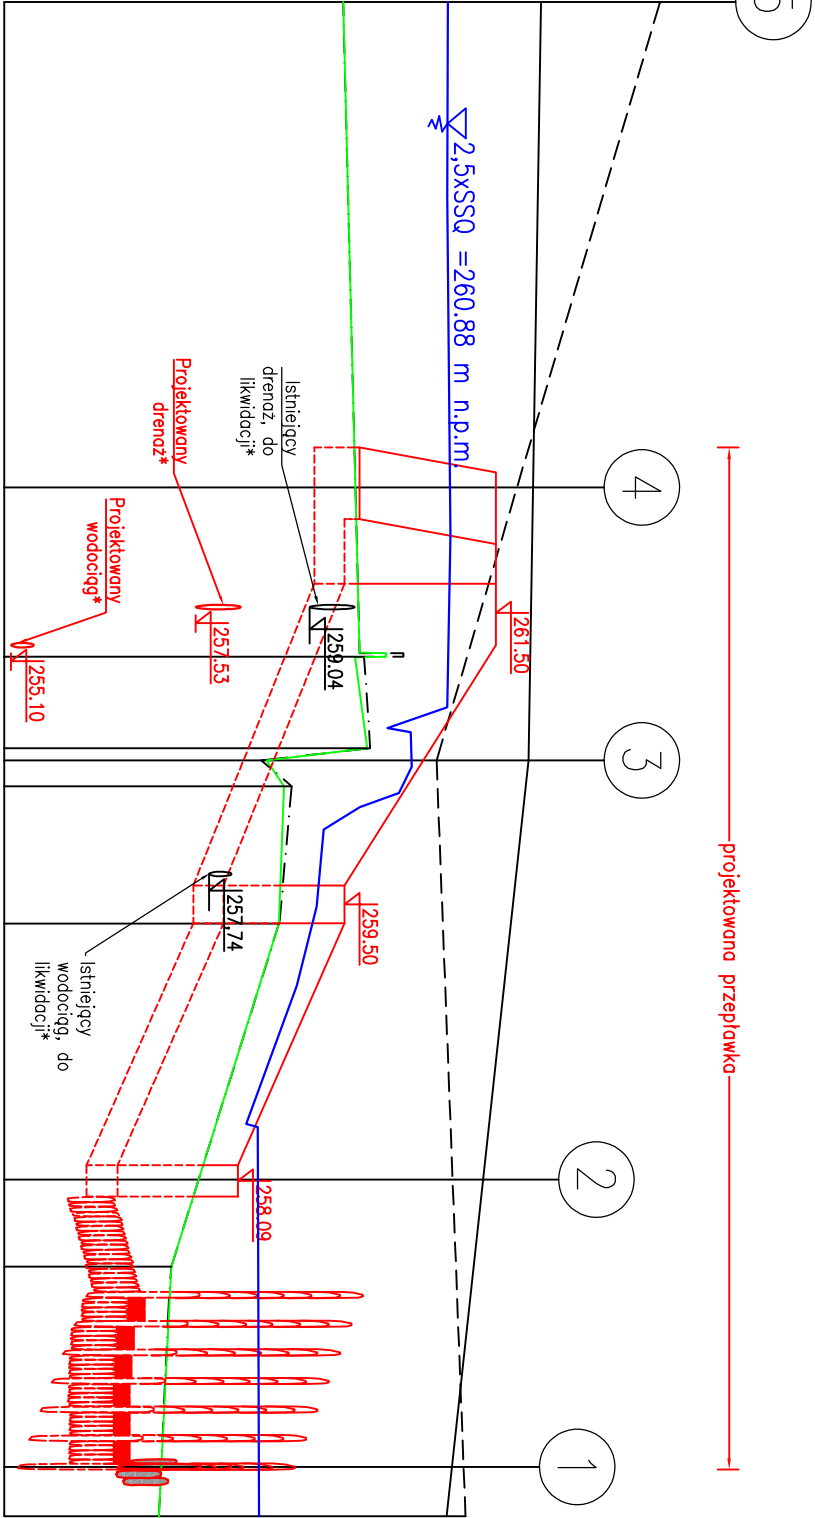 5
2,5xSSQ =260.88 m n.p.m.
4
3
2
1
projektowana przepławka
261.50
259.50
258.09
Istniejący
drenaż, do
likwidacji*
259.04
Projektowany
drenaż*
257.53
Projektowany
wodociąg*
255.10
257,74
Istniejący
wodociąg, do
likwidacji*